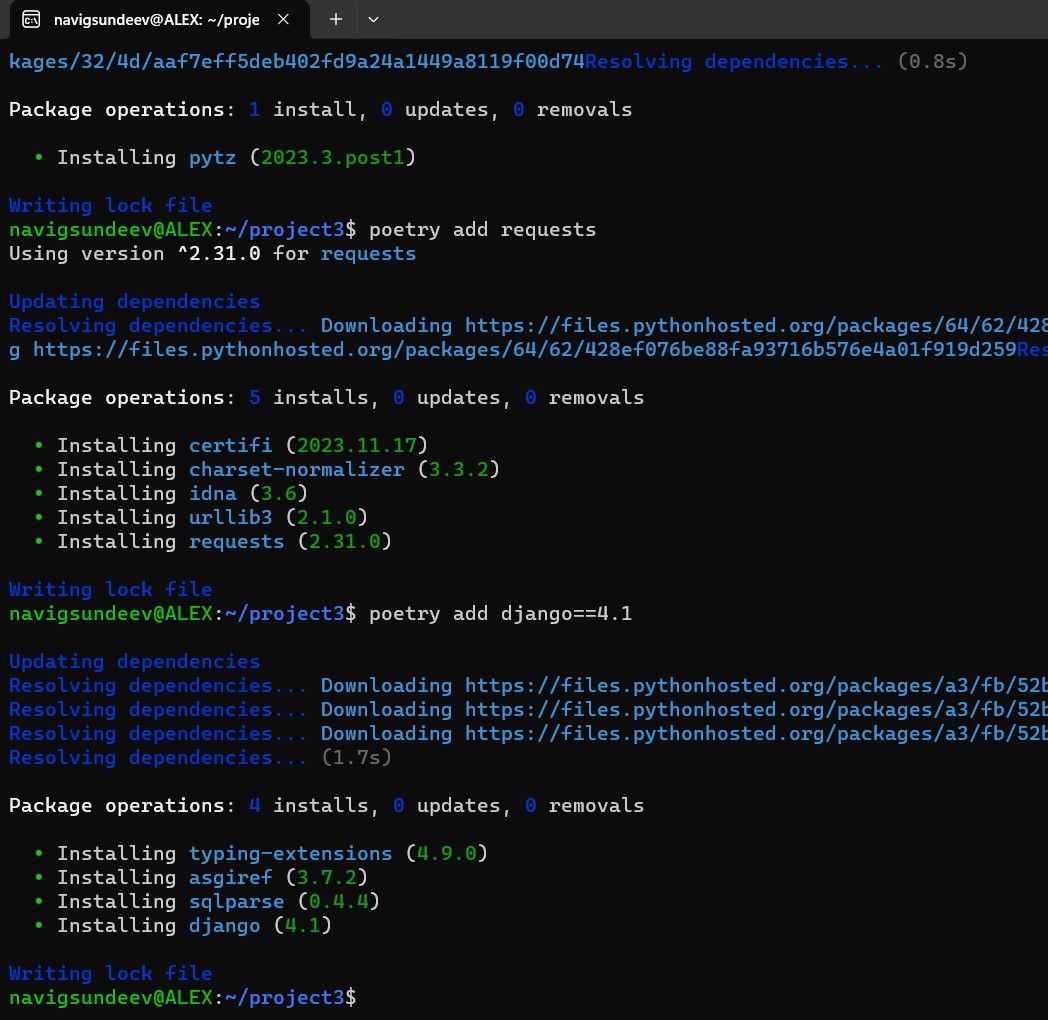 navigsundeev@ALEX: ~/proje
kages/32/4d/aaf7eff5deb402fd9a24a1449a8119f00d74Resolving dependencies... (0.8s)
Package operations: 1 install, 0 updates, 0 removals
• Installing pytz (2023.3.post1)
Writing lock file
navigsundeev@ALEX:~/project3$ poetry add requests
Using version ^2.31.0 for requests
Updating dependencies
Resolving dependencies... Downloading https://files.pythonhosted.org/packages/64/62/428
g https://files.pythonhosted.org/packages/64/62/428ef076be88fa93716b576e4a01f919d259Res
Package operations: 5 installs, 0 updates, 0 removals
• Installing certifi (2023.11.17)
• Installing charset-normalizer (3.3.2)
• Installing idna (3.6)
• Installing urllib3 (2.1.0)
• Installing requests (2.31.0)
Writing lock file
navigsundeev@ALEX:~/project3$ poetry add django==4.1
Updating dependencies
Resolving dependencies... Downloading https://files.pythonhosted.org/packages/a3/fb/52b
Resolving dependencies... Downloading https://files.pythonhosted.org/packages/a3/fb/52b
Resolving dependencies... Downloading https://files.pythonhosted.org/packages/a3/fb/52b
Resolving dependencies... (1.7s)
Package operations: 4 installs, 0 updates, 0 removals
• Installing typing-extensions (4.9.0)
• Installing asgiref (3.7.2)
• Installing sqlparse (0.4.4)
• Installing django (4.1)
Writing lock file
navigsundeev@ALEX:~/project3$